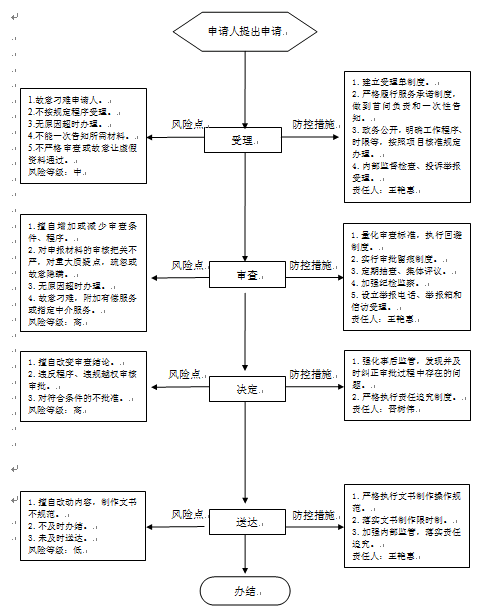 申请人提出申请
1.故意刁难申请人。
2.不按规定程序受理。
3.无原因超时办理。
4.不能一次告知所需材料。
5.不严格审查或故意让虚假
资料通过。
风险等级：中
风险点
受理
防控措施
1. 建立受理单制度。
2. 严格履行服务承诺制度，
做到首问负责和一次性告
知。
3. 政务公开，明确工作程序、
时限等，按照项目核准规定
办理。
4. 内部监督检查、投诉举报
受理。
责任人：王艳惠
1. 擅自增加或减少审查条
件、程序。
2. 对申报材料的审核把关不
严，对重大质疑点，疏忽或
故意隐瞒。
3. 无原因超时办理。
4. 故意刁难，附加有偿服务
或指定中介服务。
风险等级：高
风险点
审查
防控措施
1. 量化审查标准，执行回避
制度。
2. 实行审批留痕制度。
3. 定期抽查、集体评议。
4. 加强纪检监察。
5. 设立举报电话、举报箱和
信访受理。
责任人：王艳惠
1. 擅自改变审查结论。
2. 违反程序、违规越权审核
审批。
3. 对符合条件的不批准。
风险等级：高
风险点
决定
防控措施
1. 强化事后监管，发现并及
时纠正审批过程中存在的问
题。
2. 严格执行责任追究制度。
责任人：胥树伟
1. 擅自改动内容，制作文书
不规范。
2. 不及时办结。
3. 未及时送达。
风险等级：低
风险点
送达
防控措施
1. 严格执行文书制作操作规
范。
2. 落实文书制作限时制。
3. 加强内部监管，落实责任
追究。
责任人：王艳惠
办结